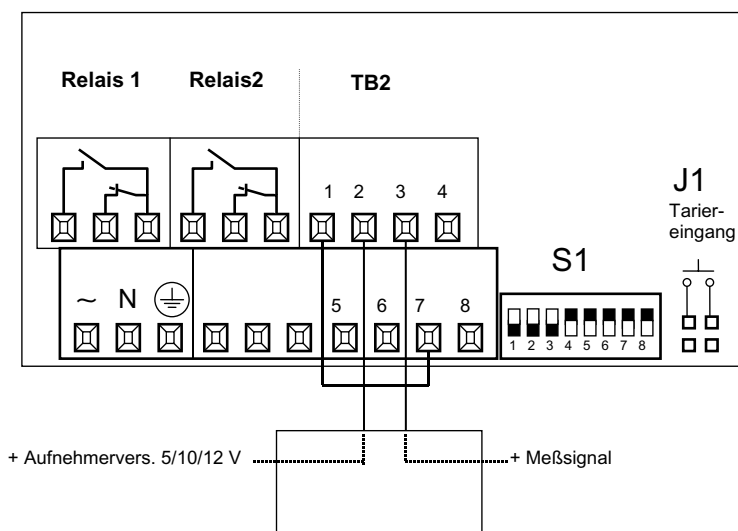 Relais 1 Relais2 TB2
1 2 3 4
J1
Tarier-
eingang
S1
~ N
5 6 7 8
1 2 3 4 5 6 7 8
+ Aufnehmervers. 5/10/12 V + Meßsignal